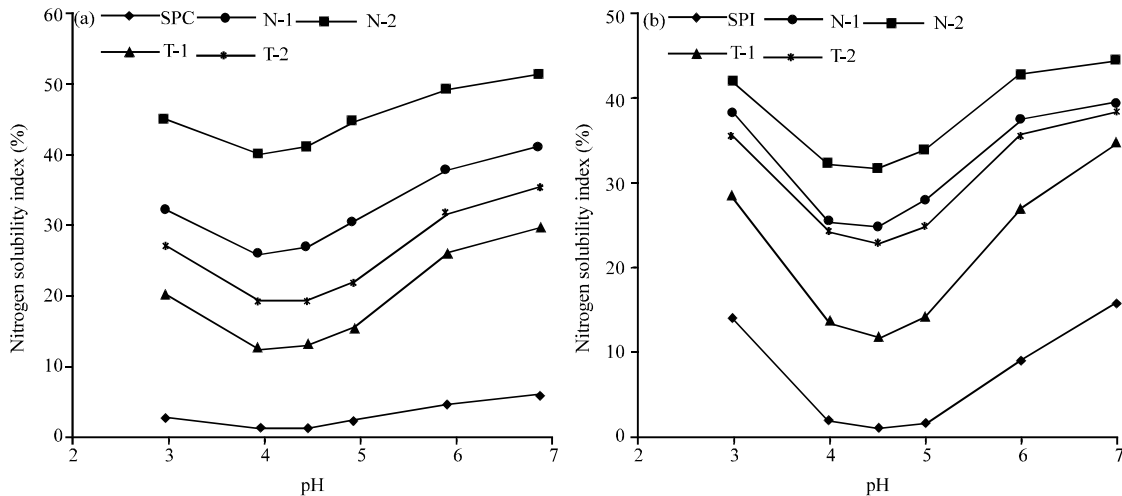 (a)
SPC N-1 N-2
T-1 T-2
Nitrogen solubility index (%)
60
50
40
30
20
10
0
2 3 4 5 6 7
pH
(b)
SPI N-1 N-2
T-1 T-2
Nitrogen solubility index (%)
50
40
30
20
10
0
2 3 4 5 6 7
pH